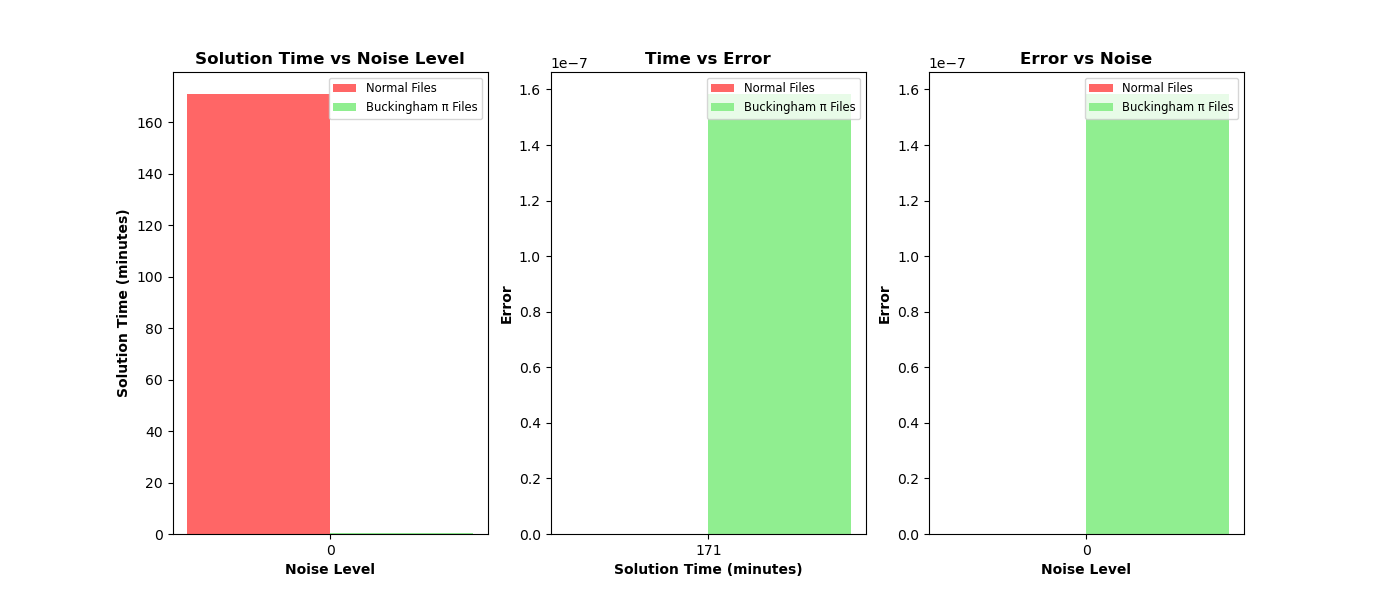 Solution Time vs Noise Level
Normal Files
Buckingham π Files
160
140
120
100
80
60
40
20
0
Solution Time (minutes)
0
Noise Level
Time vs Error
1e−7
Normal Files
Buckingham π Files
1.6
1.4
1.2
1.0
0.8
0.6
0.4
0.2
0.0
Error
171
Solution Time (minutes)
Error vs Noise
1e−7
Normal Files
Buckingham π Files
1.6
1.4
1.2
1.0
0.8
0.6
0.4
0.2
0.0
Error
0
Noise Level